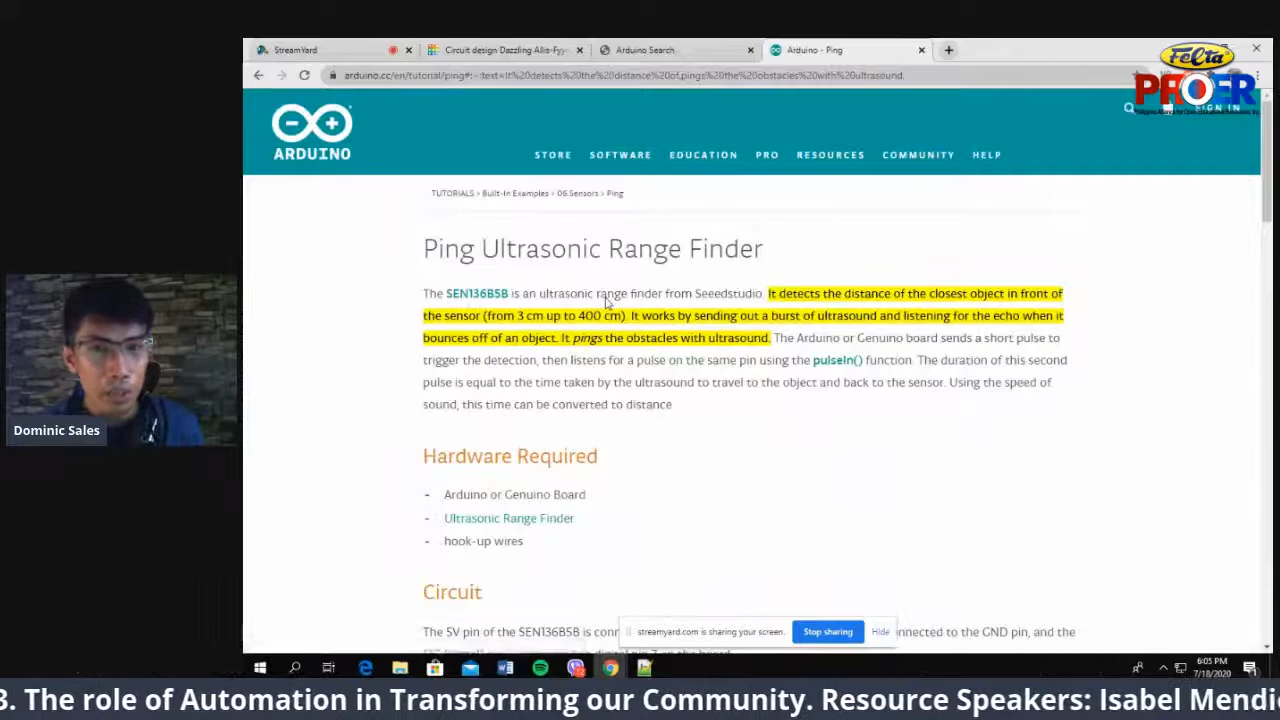 StreamYard
Circuit design Dazzling Allis-Fyy
Arduino Search
Arduino - Ping
arduino.cc/en/tutorial/ping#:~:text=It%20detects%20the%20distance%20of,pings%20the%20obstacles%20with%20ultrasound.
FELTA
PROER
SIGN IN
ARDUINO
STORE SOFTWARE EDUCATION PRO RESOURCES COMMUNITY HELP
TUTORIALS > Built-In Examples > 06.Sensors > Ping
Ping Ultrasonic Range Finder
The SEN136B5B is an ultrasonic range finder from Seeedstudio. It detects the distance of the closest object in front of
the sensor (from 3 cm up to 400 cm). It works by sending out a burst of ultrasound and listening for the echo when it
bounces off of an object. It pings the obstacles with ultrasound. The Arduino or Genuino board sends a short pulse to
trigger the detection, then listens for a pulse on the same pin using the pulseIn() function. The duration of this second
pulse is equal to the time taken by the ultrasound to travel to the object and back to the sensor. Using the speed of
sound, this time can be converted to distance
Hardware Required
- Arduino or Genuino Board
- Ultrasonic Range Finder
- hook-up wires
Circuit
The 5V pin of the SEN136B5B is conn
nnected to the GND pin, and the
streamyard.com is sharing your screen.
Stop sharing
Hide
Dominic Sales
6:05 PM
7/18/2020
3. The role of Automation in Transforming our Community. Resource Speakers: Isabel Mendi